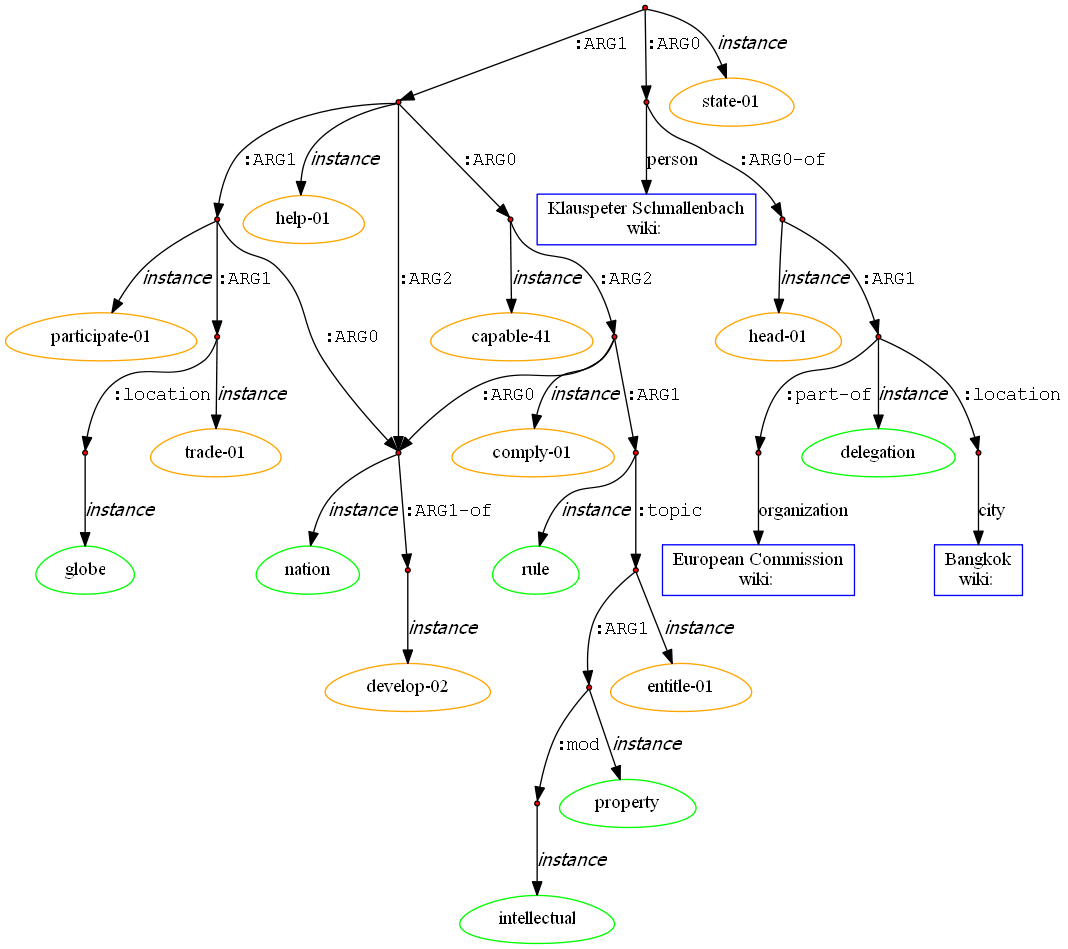 :ARG1
:ARG0
instance
state-01
:ARG1
instance
:ARG0
person
:ARG0-of
help-01
Klauspeter Schmallenbach
wiki:
instance
:ARG1
:ARG2
instance
:ARG2
instance
:ARG1
participate-01
:ARG0
capable-41
head-01
:location
instance
:ARG0
instance
:ARG1
:part-of
instance
:location
trade-01
comply-01
delegation
instance
instance
:ARG1-of
instance
:topic
organization
city
globe
nation
rule
European Commission
wiki:
Bangkok
wiki:
instance
:ARG1
instance
develop-02
entitle-01
:mod
instance
property
instance
intellectual